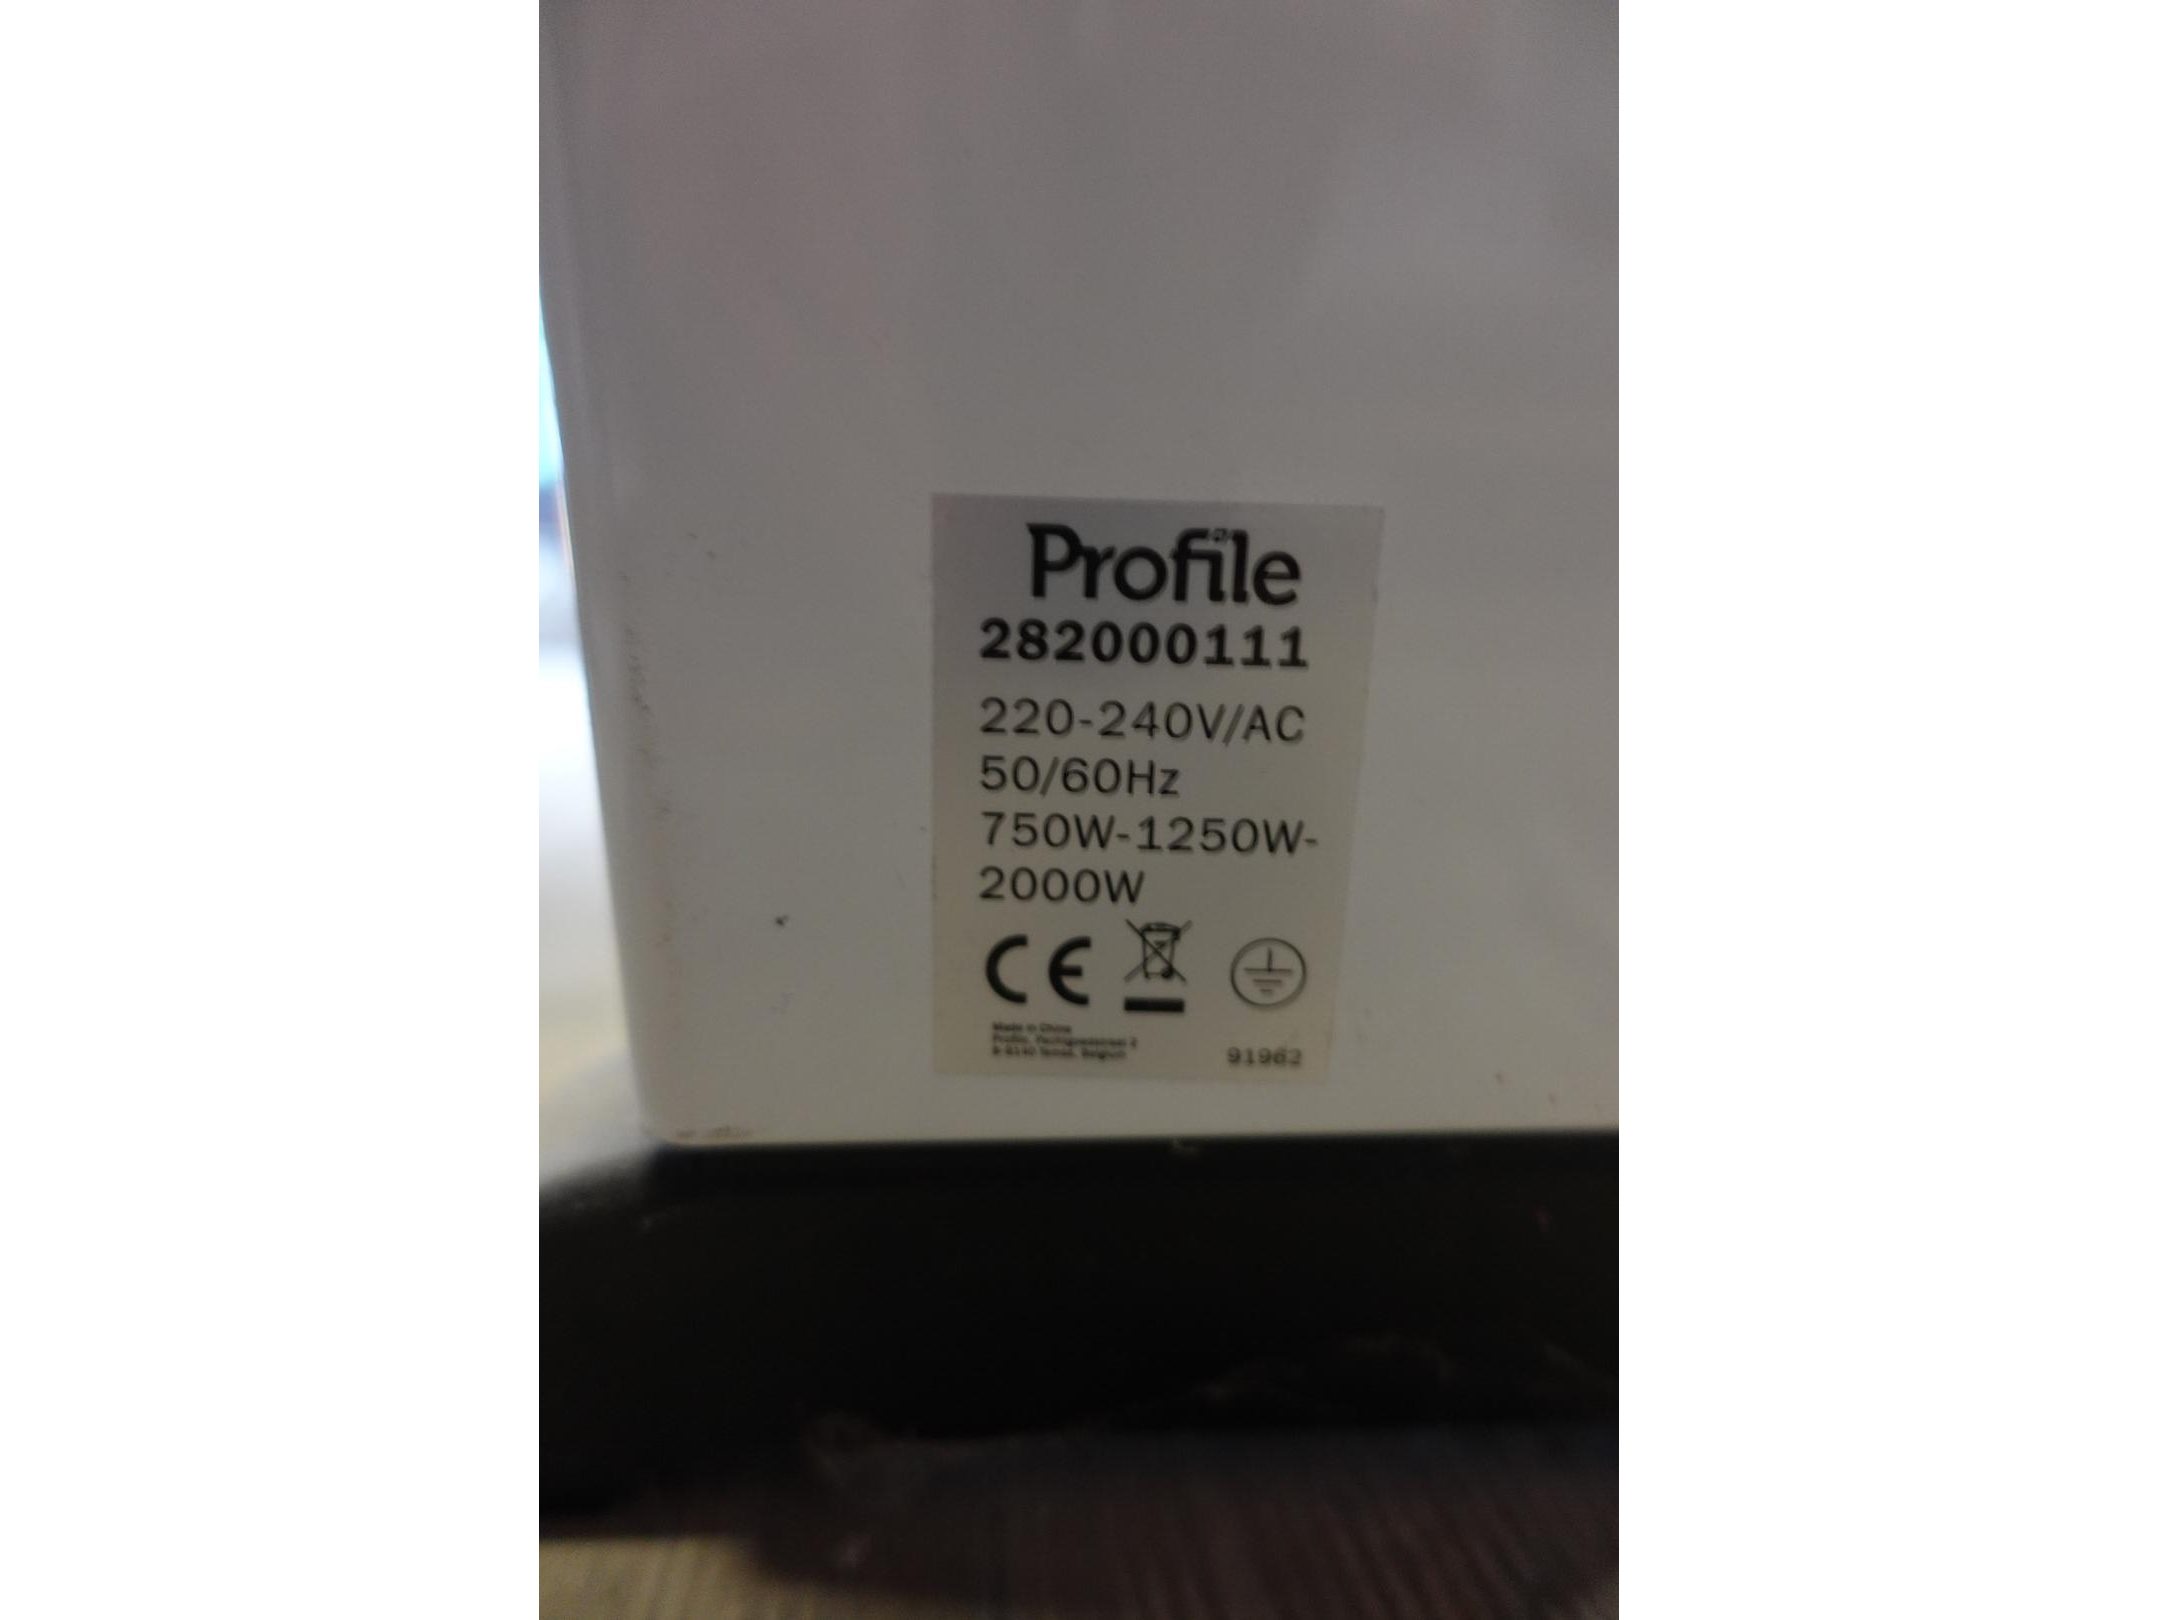 Profile
282000111
220-240V/AC
50/60Hz
750W-1250W-
2000W
CE
Made in China
91962